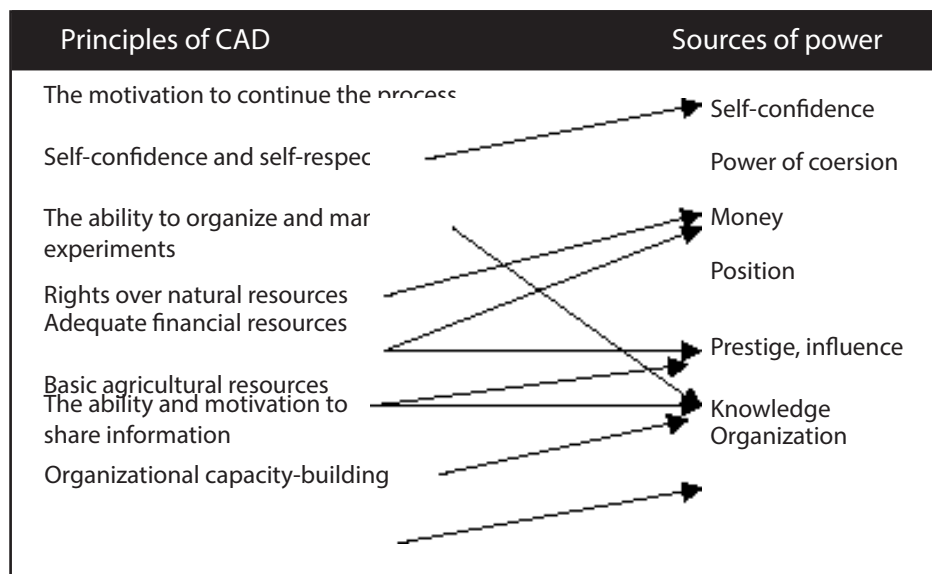 Principles of CAD
Sources of power
The motivation to continue the process
Self-confidence and self-respec
The ability to organize and mar
experiments
Rights over natural resources
Adequate financial resources
Basic agricultural resources
The ability and motivation to
share information
Organizational capacity-building
Self-confidence
Power of coersion
Money
Position
Prestige, influence
Knowledge
Organization